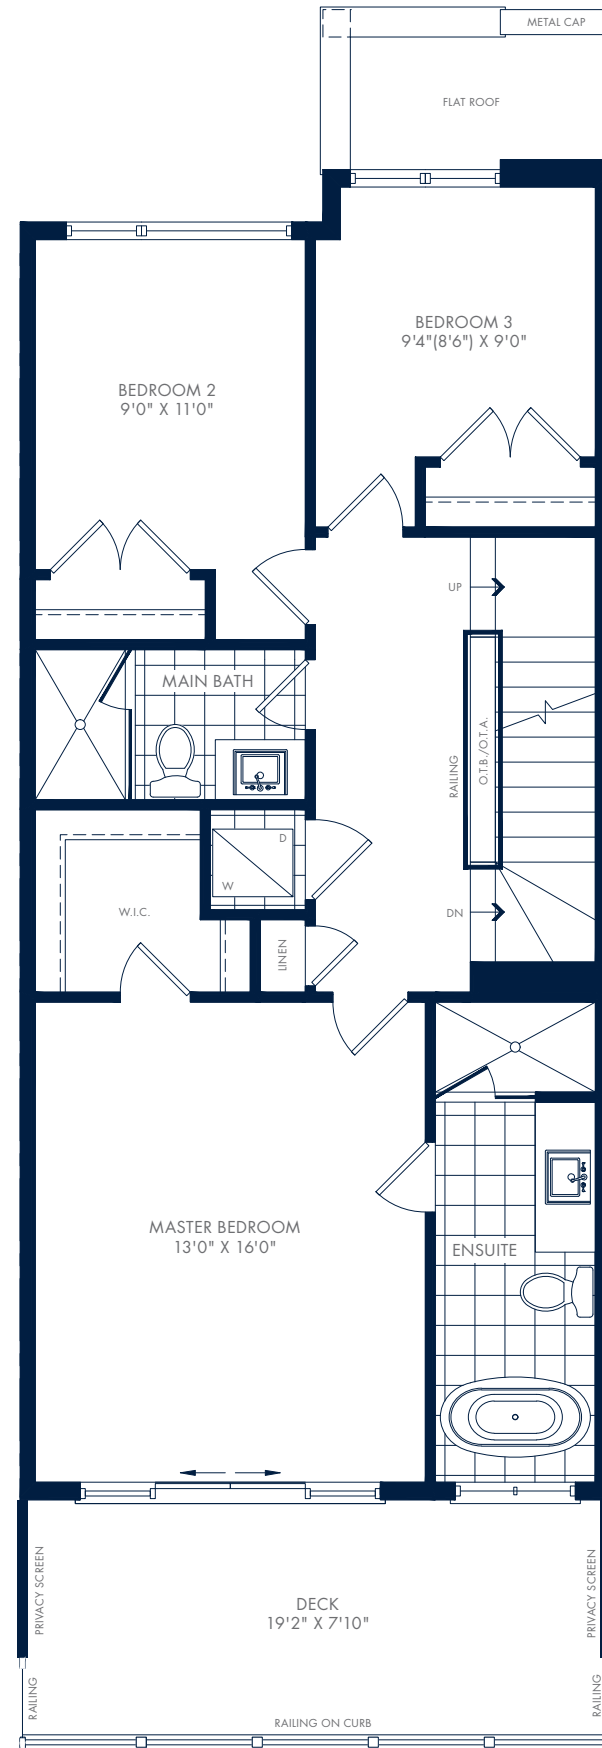 METAL CAP
FLAT ROOF
BEDROOM 3
9'4"(8'6") X 9'0"
BEDROOM 2
9'0" X 11'0"
UP
MAIN BATH
RAILING
O.T.B./O.T.A.
D
W
W.I.C.
DN
LINEN
MASTER BEDROOM
13'0" X 16'0"
ENSUITE
PRIVACY SCREEN
PRIVACY SCREEN
DECK
19'2" X 7'10"
RAILING
RAILING
RAILING ON CURB